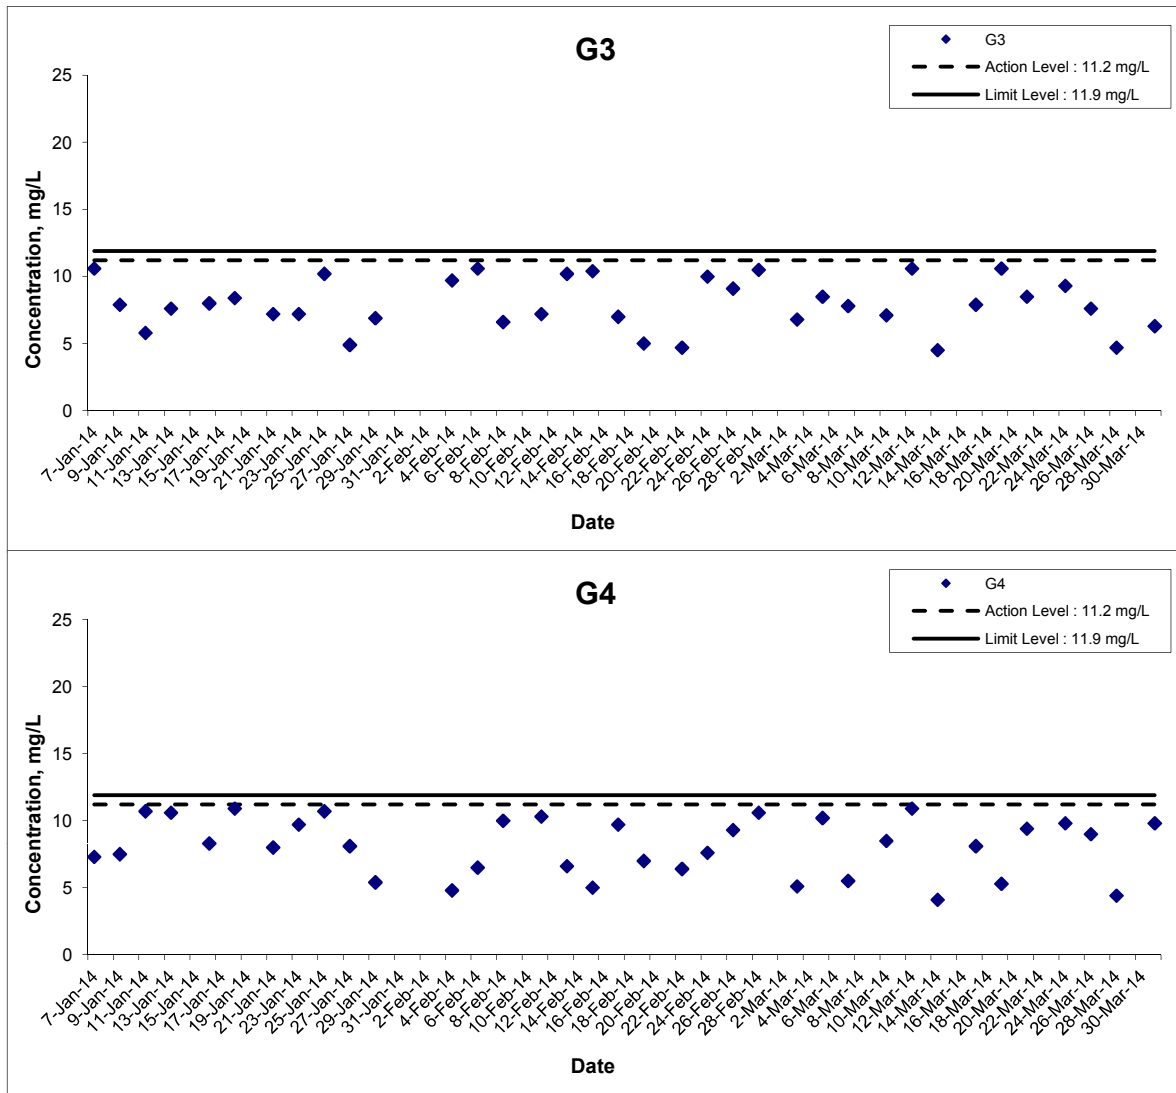 G3
G3
Action Level : 11.2 mg/L
Limit Level : 11.9 mg/L
Concentration, mg/L
25
20
15
10
5
0
7-Jan-14
9-Jan-14
11-Jan-14
13-Jan-14
15-Jan-14
17-Jan-14
19-Jan-14
21-Jan-14
23-Jan-14
25-Jan-14
27-Jan-14
29-Jan-14
31-Jan-14
2-Feb-14
4-Feb-14
6-Feb-14
8-Feb-14
10-Feb-14
12-Feb-14
14-Feb-14
16-Feb-14
18-Feb-14
20-Feb-14
22-Feb-14
24-Feb-14
26-Feb-14
28-Feb-14
2-Mar-14
4-Mar-14
6-Mar-14
8-Mar-14
10-Mar-14
12-Mar-14
14-Mar-14
16-Mar-14
18-Mar-14
20-Mar-14
22-Mar-14
24-Mar-14
26-Mar-14
28-Mar-14
30-Mar-14
Date
G4
G4
Action Level : 11.2 mg/L
Limit Level : 11.9 mg/L
Concentration, mg/L
25
20
15
10
5
0
7-Jan-14
9-Jan-14
11-Jan-14
13-Jan-14
15-Jan-14
17-Jan-14
19-Jan-14
21-Jan-14
23-Jan-14
25-Jan-14
27-Jan-14
29-Jan-14
31-Jan-14
2-Feb-14
4-Feb-14
6-Feb-14
8-Feb-14
10-Feb-14
12-Feb-14
14-Feb-14
16-Feb-14
18-Feb-14
20-Feb-14
22-Feb-14
24-Feb-14
26-Feb-14
28-Feb-14
2-Mar-14
4-Mar-14
6-Mar-14
8-Mar-14
10-Mar-14
12-Mar-14
14-Mar-14
16-Mar-14
18-Mar-14
20-Mar-14
22-Mar-14
24-Mar-14
26-Mar-14
28-Mar-14
30-Mar-14
Date